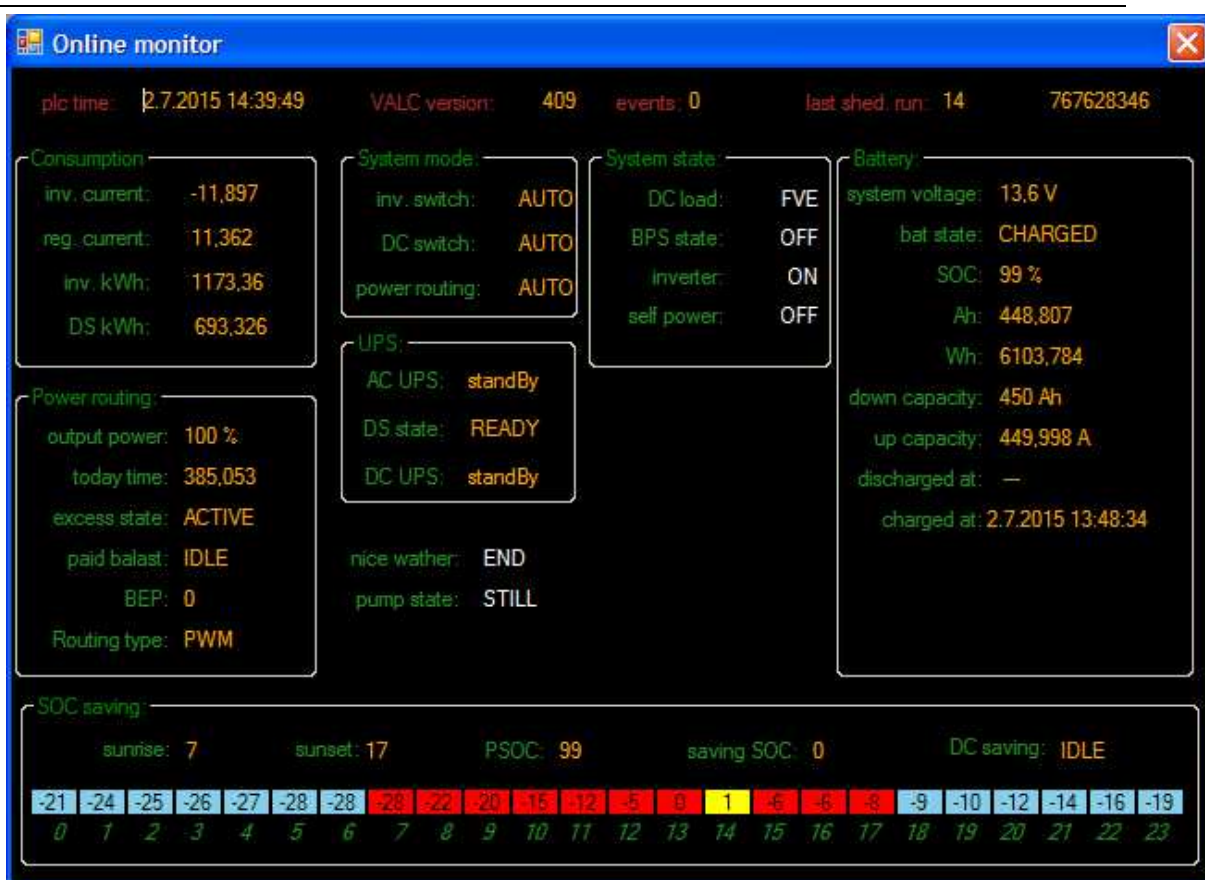 Online monitor
plc time: 2.7.2015 14:39:49 VALC version: 409 events: 0 last shed. run: 14 767628346
Consumption
inv. current: -11,897
reg. current: 11,362
inv. kWh: 1173,36
DS kWh: 693,326
System mode:
inv. switch: AUTO
DC switch: AUTO
power routing: AUTO
System state:
DC load: FVE
BPS state: OFF
inverter: ON
self power: OFF
Battery:
system voltage: 13,6 V
bat state: CHARGED
SOC: 99 %
Ah: 448,807
Wh: 6103,784
down capacity: 450 Ah
up capacity: 449,998 A
discharged at: —
charged at: 2.7.2015 13:48:34
UPS:
AC UPS: standBy
DS state: READY
DC UPS: standBy
Power routing:
output power: 100 %
today time: 385,053
excess state: ACTIVE
paid balast: IDLE
BEP: 0
Routing type: PWM
nice wather: END
pump state: STILL
SOC saving:
sunrise: 7 sunset: 17 PSOC: 99 saving SOC: 0 DC saving: IDLE
-21 -24 -25 -26 -27 -28 -28 -28 -22 -20 -15 -12 -5 0 1 -6 -6 -8 -9 -10 -12 -14 -16 -19
0 1 2 3 4 5 6 7 8 9 10 11 12 13 14 15 16 17 18 19 20 21 22 23